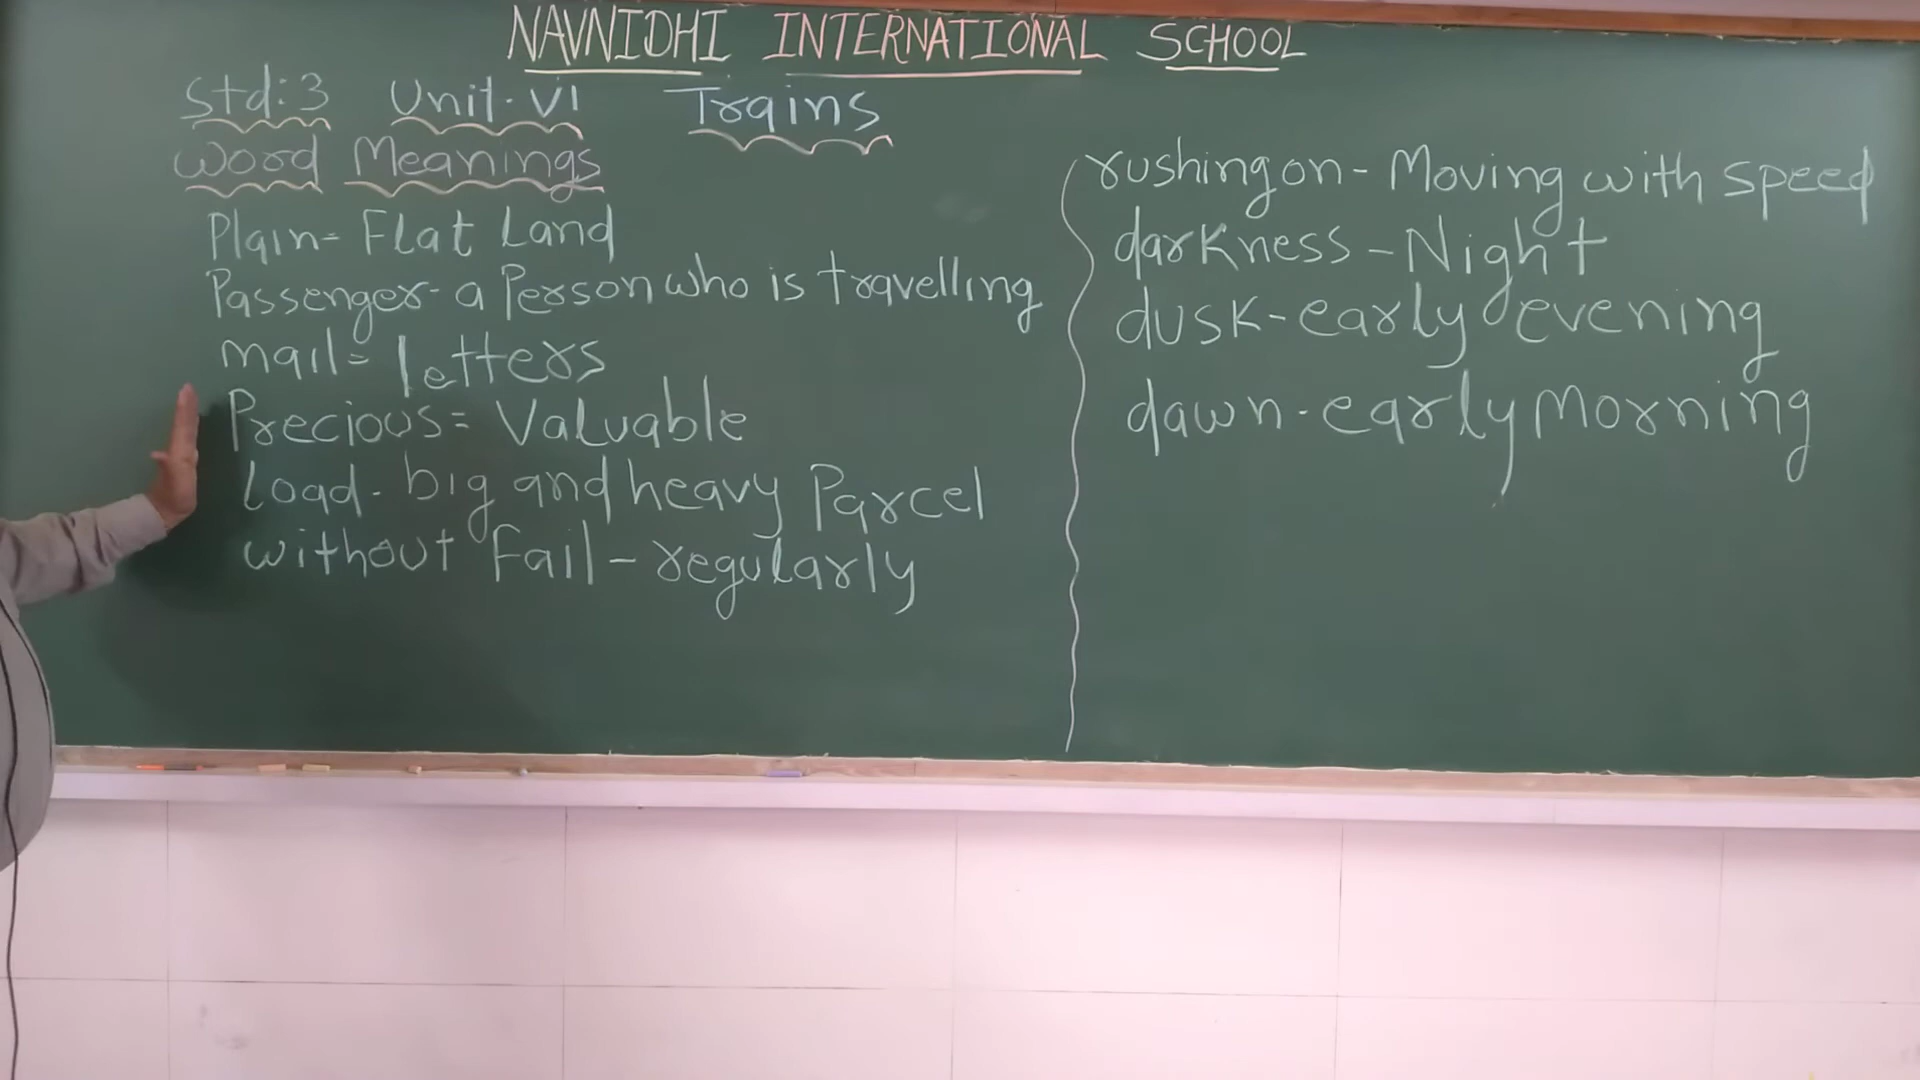 NAVNIDHI INTERNATIONAL SCHOOL
Std:3 Unit-VI Trains
Word Meanings
Plain= Flat Land
Passenger- a Person who is travelling
mail= letters
Precious= Valuable
Load- big and heavy Parcel
without Fail - regularly
rushing on - Moving with speed
darkness - Night
dusk-early evening
dawn-early Morning